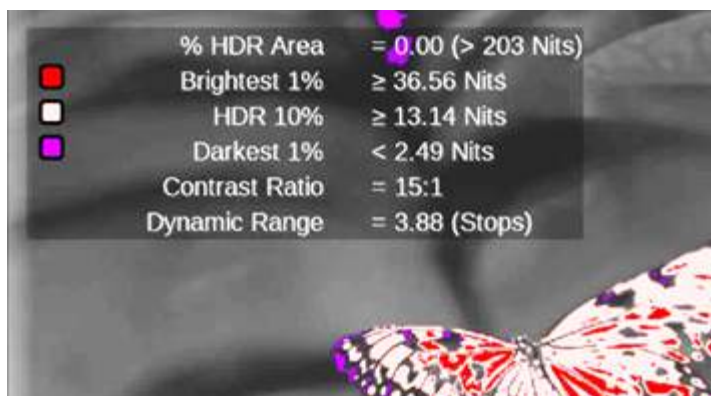 % HDR Area = 0.00 (> 203 Nits)
Brightest 1% ≥ 36.56 Nits
HDR 10% ≥ 13.14 Nits
Darkest 1% < 2.49 Nits
Contrast Ratio = 15:1
Dynamic Range = 3.88 (Stops)